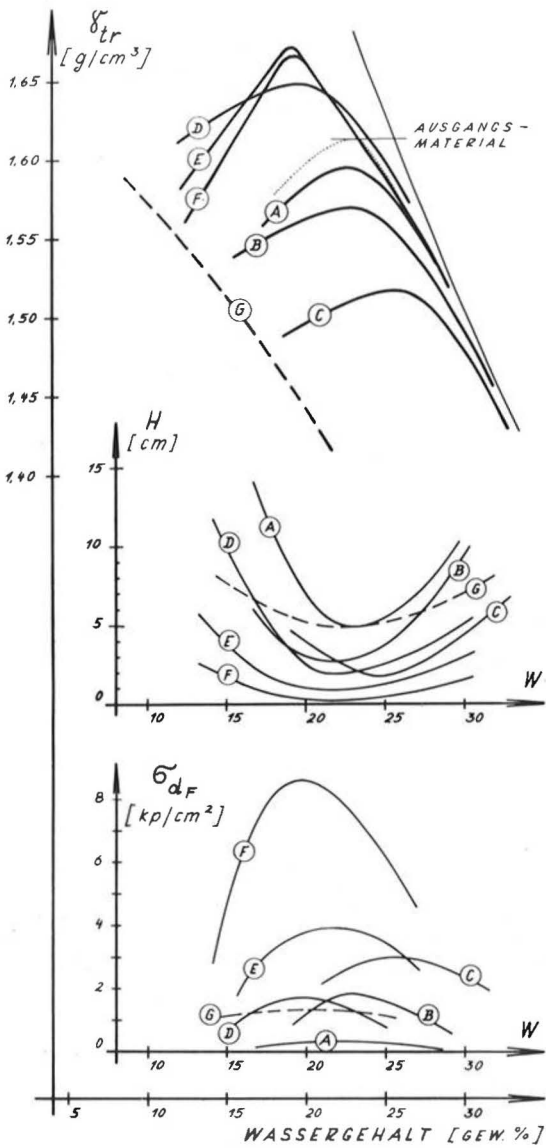 γtr
[g/cm³]
1,65
1,60
1,55
1,50
1,45
1,40
D
E
F
A
B
G
C
AUSGANGS-
MATERIAL
H
[cm]
15
10
5
0
A
D
B
G
C
E
F
10 15 20 25 30 W
σdF
[kp/cm²]
8
6
4
2
0
F
E
C
G
D
B
A
10 15 20 25 30 W
5 10 15 20 25 30
WASSERGEHALT [GEW. %]